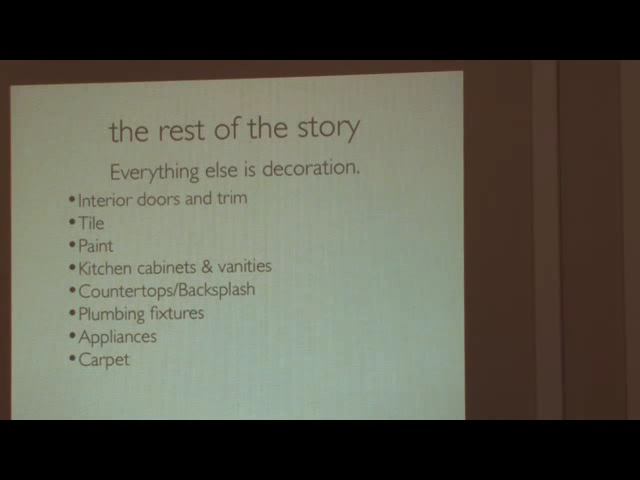 the rest of the story
Everything else is decoration.
•Interior doors and trim
•Tile
•Paint
•Kitchen cabinets & vanities
•Countertops/Backsplash
•Plumbing fixtures
•Appliances
•Carpet